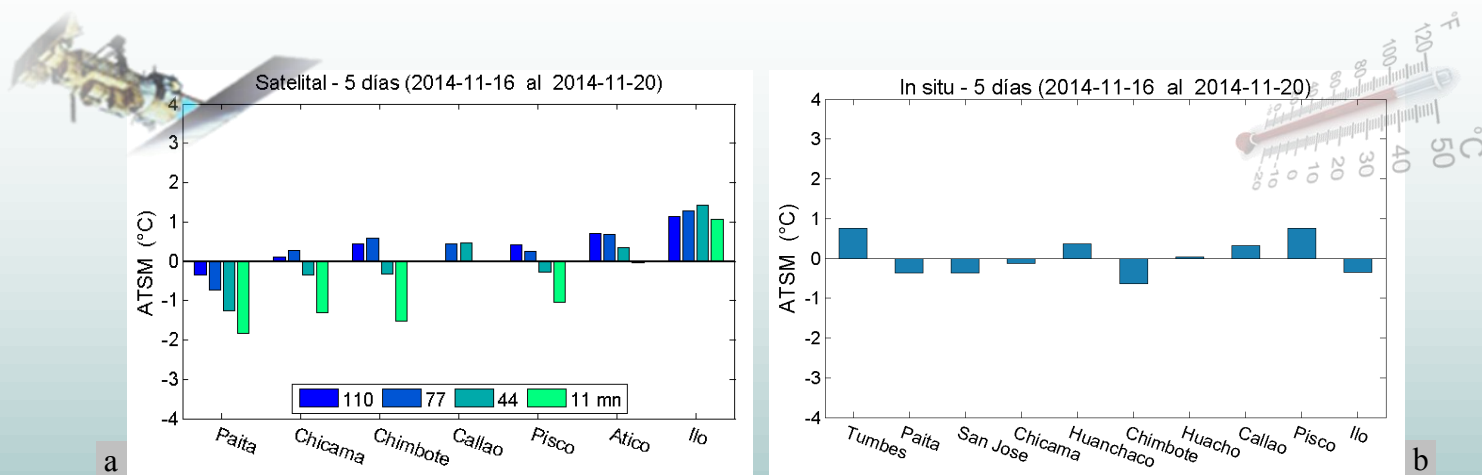 Satelital - 5 días (2014-11-16 al 2014-11-20)
ATSM (°C)
4
3
2
1
0
-1
-2
-3
-4
110 77 44 11 mn
Paita Chicama Chimbote Callao Pisco Atico Ilo
a
In situ - 5 días (2014-11-16 al 2014-11-20)
ATSM (°C)
4
3
2
1
0
-1
-2
-3
-4
Tumbes Paita San Jose Chicama Huanchaco Chimbote Huacho Callao Pisco Ilo
b
°F
60 80 100 120
-20 -10 0 10 20 30 40 50
°C